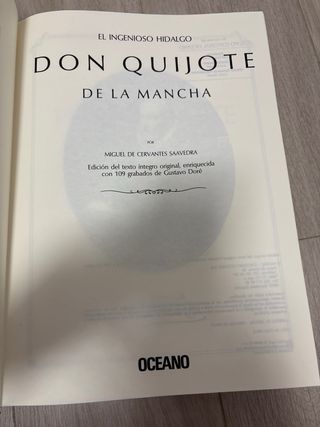 EL INGENIOSO HIDALGO
DON QUIJOTE
DE LA MANCHA
POR
MIGUEL DE CERVANTES SAAVEDRA
Edición del texto íntegro original, enriquecida
con 109 grabados de Gustavo Doré
OCEANO